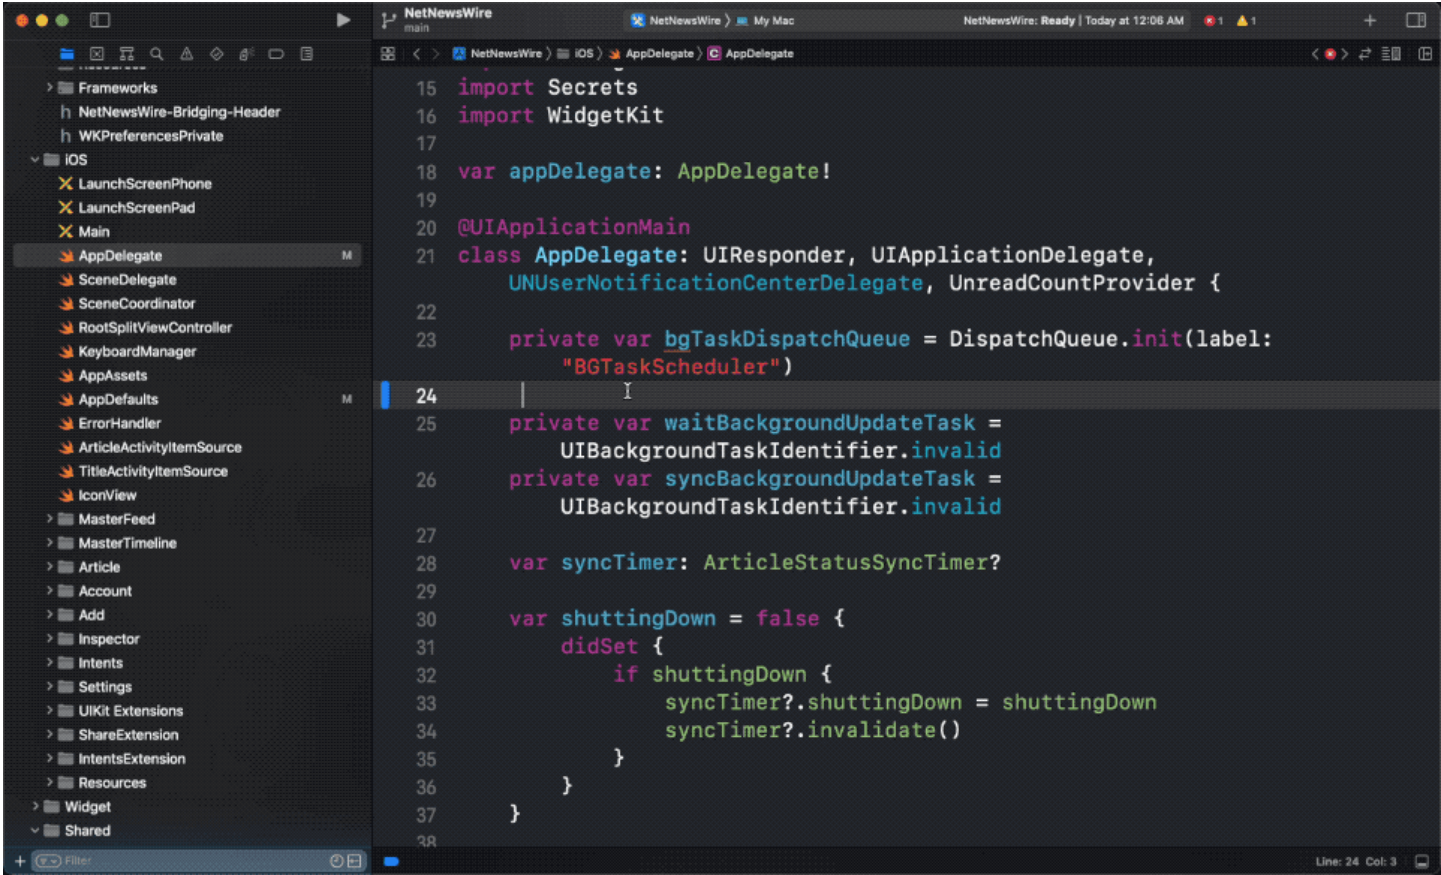 NetNewsWire
main
NetNewsWire
My Mac
NetNewsWire: Ready | Today at 12:06 AM
1
1
NetNewsWire
iOS
AppDelegate
C AppDelegate
Resources
Frameworks
h NetNewsWire-Bridging-Header
h WKPreferencesPrivate
iOS
LaunchScreenPhone
LaunchScreenPad
Main
AppDelegate M
SceneDelegate
SceneCoordinator
RootSplitViewController
KeyboardManager
AppAssets
AppDefaults M
ErrorHandler
ArticleActivityItemSource
TitleActivityItemSource
IconView
MasterFeed
MasterTimeline
Article
Account
Add
Inspector
Intents
Settings
UIKit Extensions
ShareExtension
IntentsExtension
Resources
Widget
Shared
Filter
15 import Secrets
16 import WidgetKit
17
18 var appDelegate: AppDelegate!
19
20 @UIApplicationMain
21 class AppDelegate: UIResponder, UIApplicationDelegate,
UNUserNotificationCenterDelegate, UnreadCountProvider {
22
23 private var bgTaskDispatchQueue = DispatchQueue.init(label:
"BGTaskScheduler")
24
25 private var waitBackgroundUpdateTask =
UIBackgroundTaskIdentifier.invalid
26 private var syncBackgroundUpdateTask =
UIBackgroundTaskIdentifier.invalid
27
28 var syncTimer: ArticleStatusSyncTimer?
29
30 var shuttingDown = false {
31 didSet {
32 if shuttingDown {
33 syncTimer?.shuttingDown = shuttingDown
34 syncTimer?.invalidate()
35 }
36 }
37 }
38
Line: 24 Col: 3